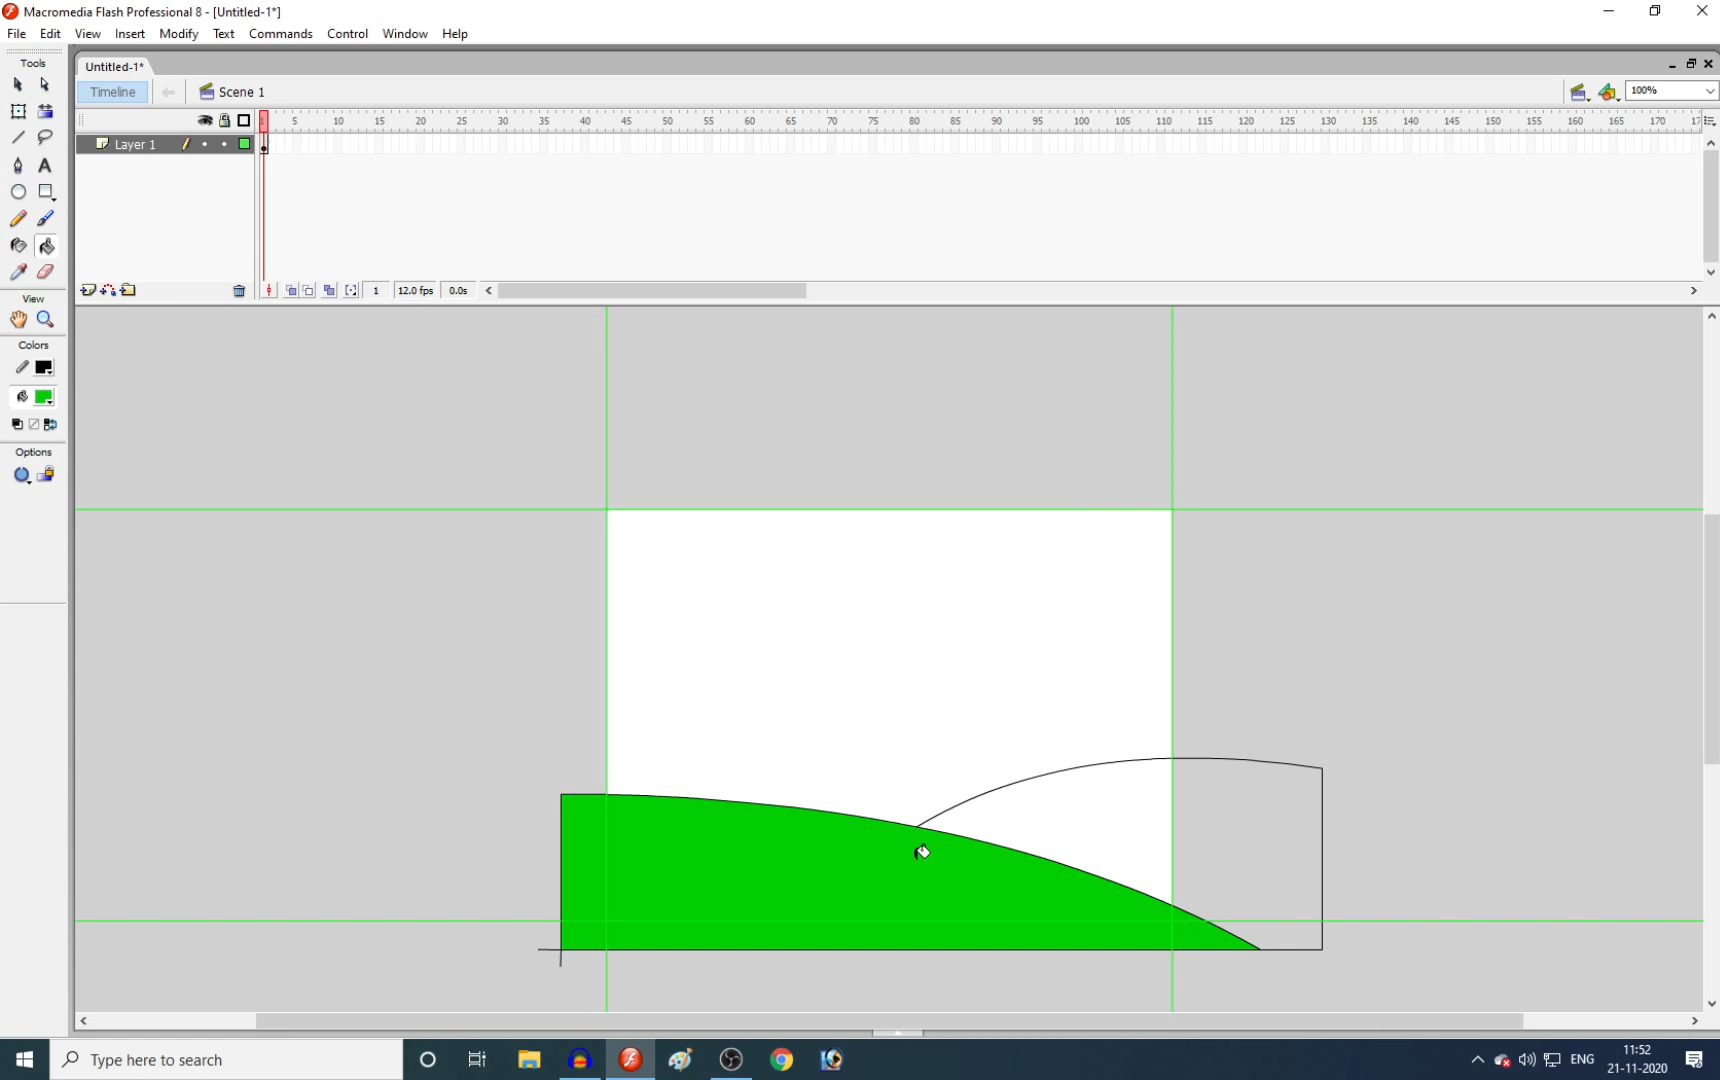 Macromedia Flash Professional 8 - [Untitled-1*]
File Edit View Insert Modify Text Commands Control Window Help
Tools
Untitled-1*
Timeline Scene 1 100%
1 5 10 15 20 25 30 35 40 45 50 55 60 65 70 75 80 85 90 95 100 105 110 115 120 125 130 135 140 145 150 155 160 165 170 17
Layer 1
1 12.0 fps 0.0s
View
Colors
Options
Type here to search
ENG
11:52
21-11-2020